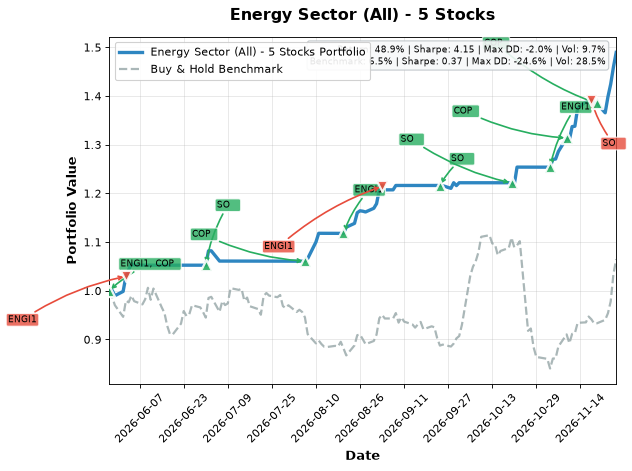 Energy Sector (All) - 5 Stocks
Energy Sector (All) - 5 Stocks Portfolio
Buy & Hold Benchmark
48.9% | Sharpe: 4.15 | Max DD: -2.0% | Vol: 9.7%
Benchmark 5.5% | Sharpe: 0.37 | Max DD: -24.6% | Vol: 28.5%
COP
COP
ENGI1
SO
SO
SO
ENGI1
SO
COP
ENGI1
ENGI1, COP
ENGI1
Portfolio Value
1.5
1.4
1.3
1.2
1.1
1.0
0.9
2026-06-07
2026-06-23
2026-07-09
2026-07-25
2026-08-10
2026-08-26
2026-09-11
2026-09-27
2026-10-13
2026-10-29
2026-11-14
Date